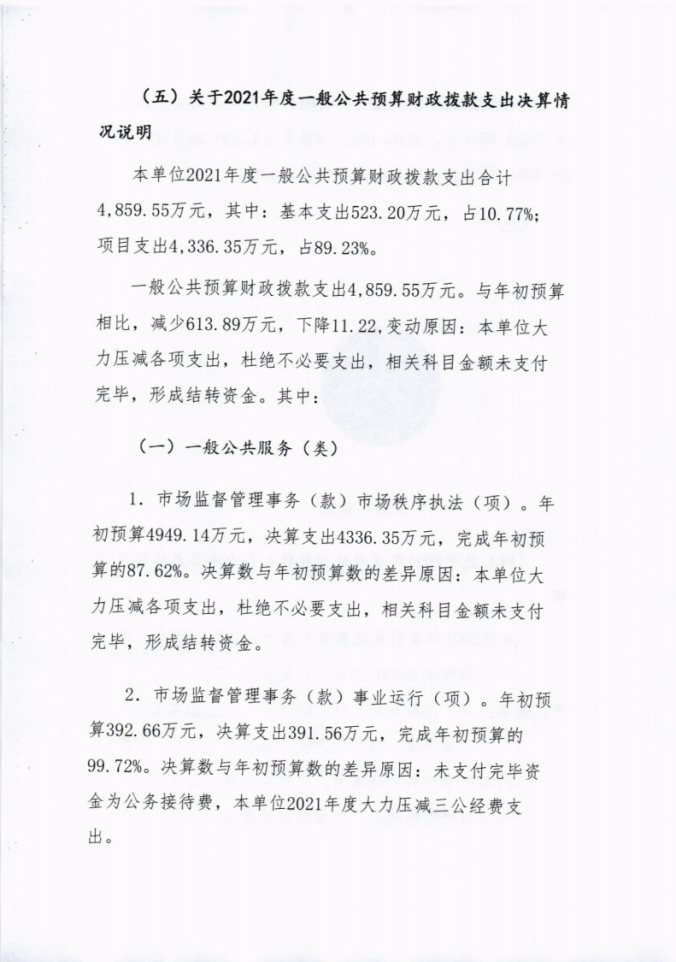 （五）关于2021年度一般公共预算财政拨款支出决算情
况说明
本单位2021年度一般公共预算财政拨款支出合计
4,859.55万元，其中：基本支出523.20万元，占10.77%；
项目支出4,336.35万元，占89.23%。
一般公共预算财政拨款支出4,859.55万元。与年初预算
相比，减少613.89万元，下降11.22,变动原因：本单位大
力压减各项支出，杜绝不必要支出，相关科目金额未支付
完毕，形成结转资金。其中：
（一）一般公共服务（类）
1．市场监督管理事务（款）市场秩序执法（项）。年
初预算4949.14万元，决算支出4336.35万元，完成年初预
算的87.62%。决算数与年初预算数的差异原因：本单位大
力压减各项支出，杜绝不必要支出，相关科目金额未支付
完毕，形成结转资金。
2．市场监督管理事务（款）事业运行（项）。年初预
算392.66万元，决算支出391.56万元，完成年初预算的
99.72%。决算数与年初预算数的差异原因：未支付完毕资
金为公务接待费，本单位2021年度大力压减三公经费支
出。